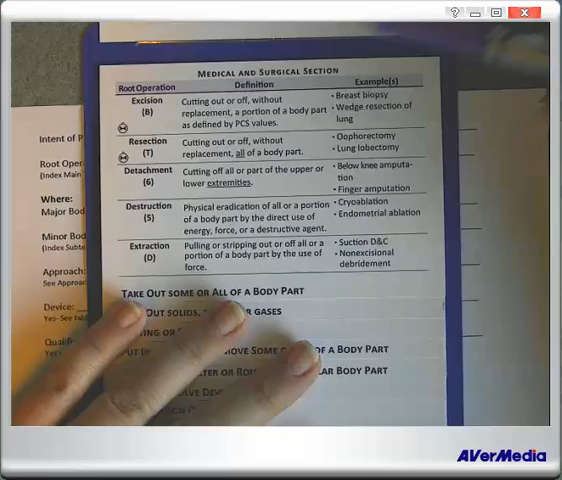 ?
MEDICAL AND SURGICAL SECTION
Root Operation Definition Example(s)
Excision (B) Cutting out or off, without replacement, a portion of a body part as defined by PCS values. • Breast biopsy • Wedge resection of lung
Resection (T) Cutting out or off, without replacement, all of a body part. • Oophorectomy • Lung lobectomy
Detachment (6) Cutting off all or part of the upper or lower extremities. • Below knee amputa-tion • Finger amputation
Destruction (5) Physical eradication of all or a portion of a body part by the direct use of energy, force, or a destructive agent. • Cryoablation • Endometrial ablation
Extraction (D) Pulling or stripping out or off all or a portion of a body part by the use of force. • Suction D&C • Nonexcisional debridement
TAKE OUT SOME OR ALL OF A BODY PART
OUT SOLIDS, GASES
OF A BODY PART
BODY PART
Intent of P
Root Oper
(Index Main
Where:
Major Bod
Minor Bod
(Index Subte
Approach:
See Approac
Device:
Qualifi
AVerMedia